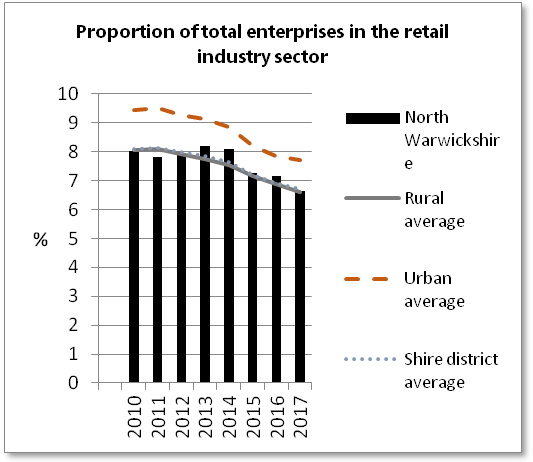 Proportion of total enterprises in the retail
industry sector
10
9
8
7
6
5
4
3
2
1
0
%
2010
2011
2012
2013
2014
2015
2016
2017
North
Warwickshir
e
Rural
average
Urban
average
Shire district
average